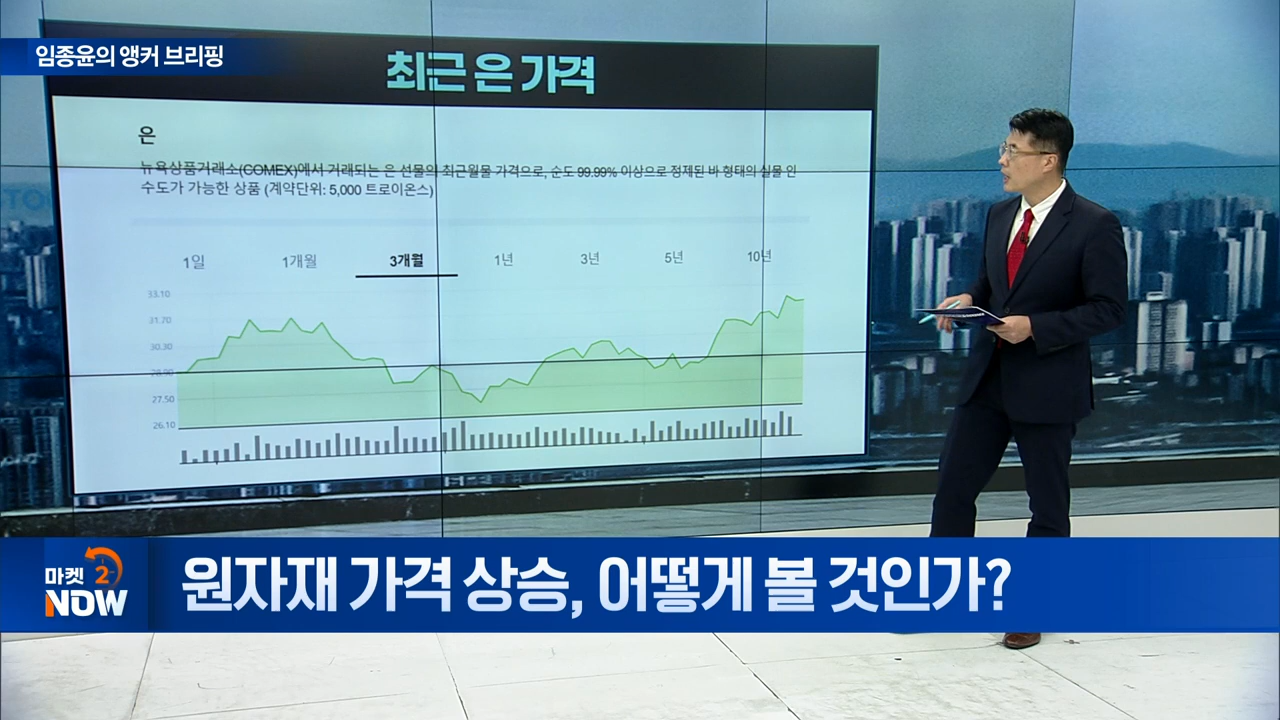 임종윤의 앵커 브리핑
최근 은 가격
은
뉴욕상품거래소(COMEX)에서 거래되는 은 선물의 최근월물 가격으로, 순도 99.99% 이상으로 정제된 바 형태의 실물 인
수도가 가능한 상품 (계약단위: 5,000 트로이온스)
1일 1개월 3개월 1년 3년 5년 10년
33.10
31.70
30.30
28.90
27.50
26.10
마켓 2
NOW
원자재 가격 상승, 어떻게 볼 것인가?